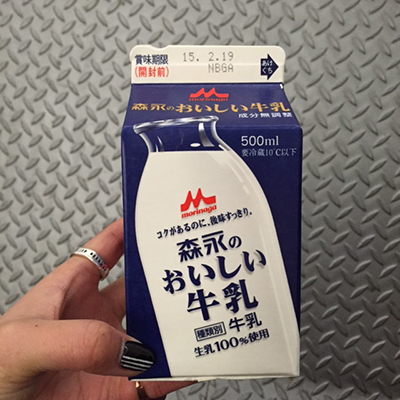 賞味期限
(開封前)
15. 2.19
NBGA
あけ
ぐち
morinaga
森永のおいしい牛乳
成分無調整
500ml
要冷蔵10℃以下
morinaga
コクがあるのに、後味すっきり。
森永の
おいしい
牛乳
種類別 牛乳
生乳100%使用